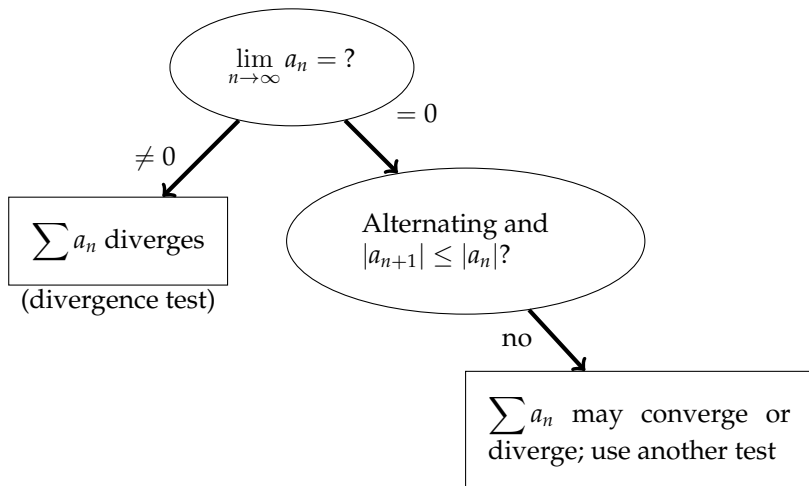 lim a_n = ?
n→∞
= 0
≠ 0
∑ a_n diverges
(divergence test)
Alternating and
|a_{n+1}| ≤ |a_n|?
no
∑ a_n may converge or
diverge; use another test